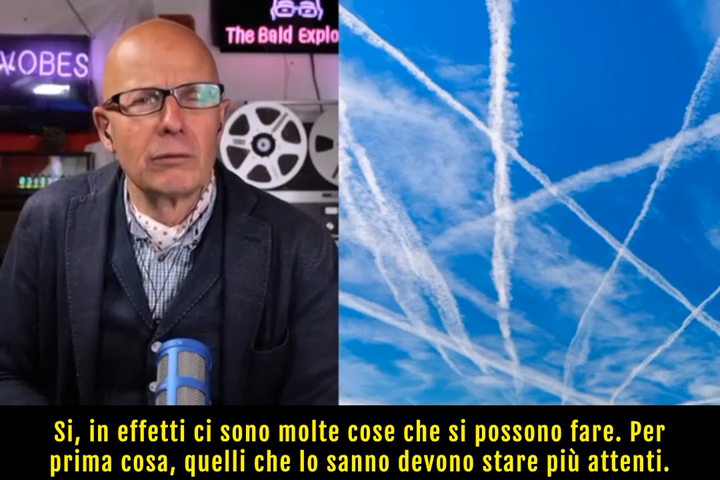 The Bald Explo
WOBES
Si, in effetti ci sono molte cose che si possono fare. Per
prima cosa, quelli che lo sanno devono stare più attenti.